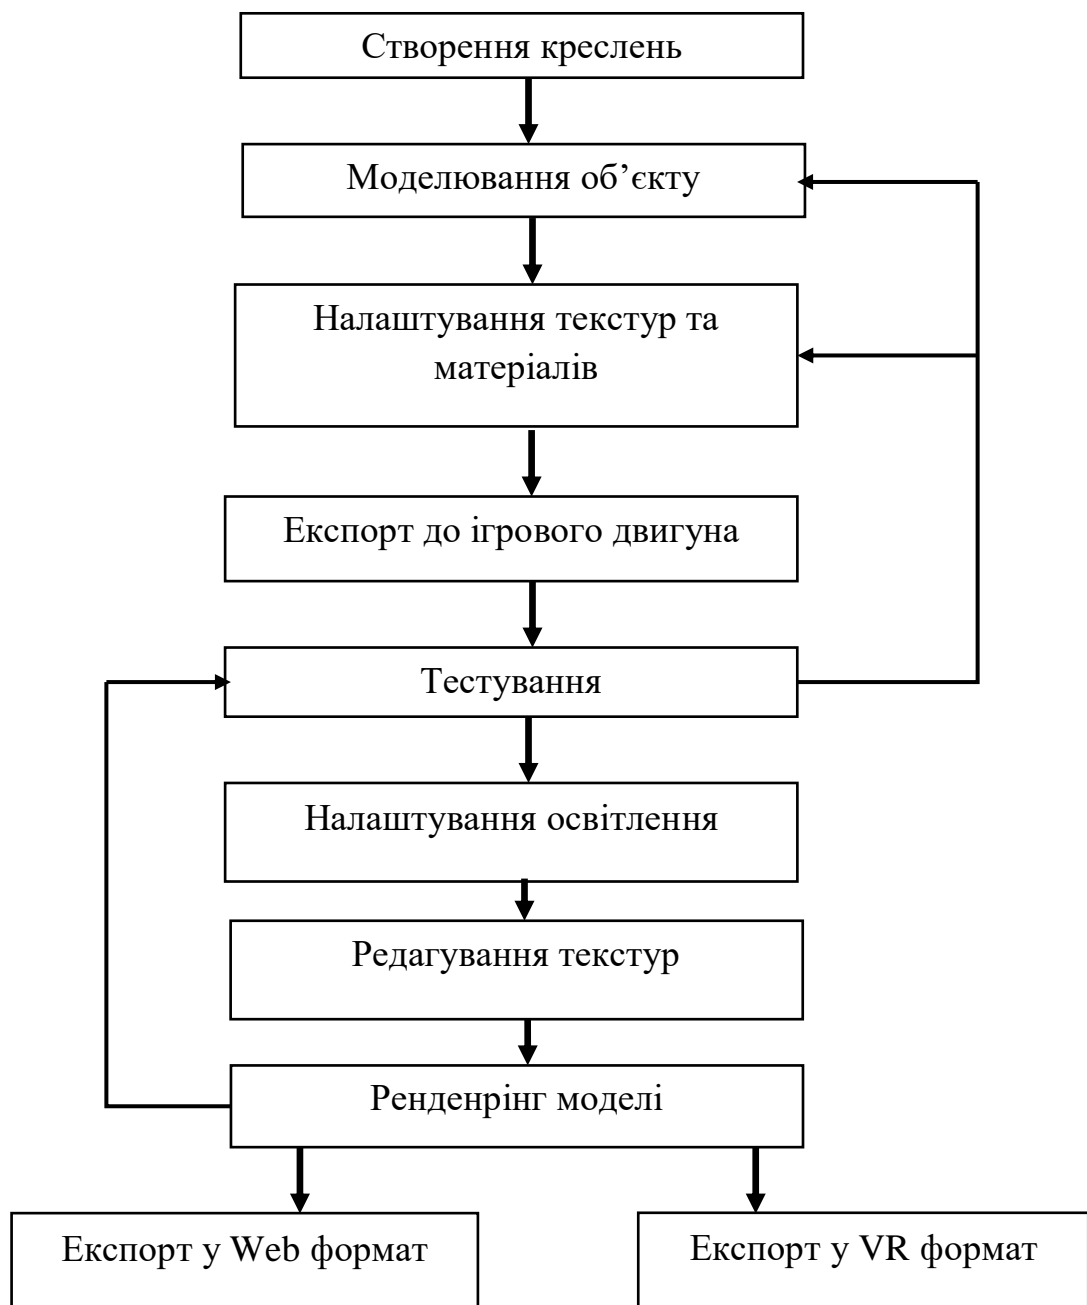 Створення креслень
Моделювання об’єкту
Налаштування текстур та
матеріалів
Експорт до ігрового двигуна
Тестування
Налаштування освітлення
Редагування текстур
Ренденрінг моделі
Експорт у Web формат
Експорт у VR формат